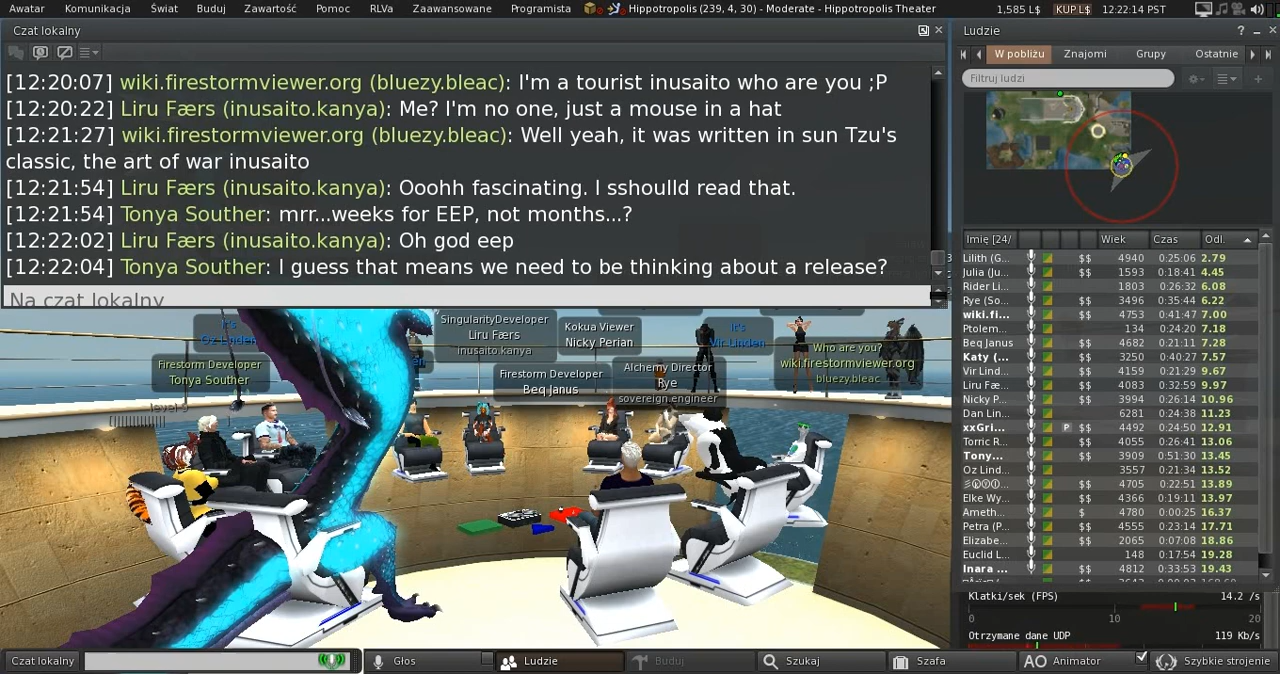 Awatar Komunikacja Świat Buduj Zawartość Pomoc RLVa Zaawansowane Programista Hippotropolis (239, 4, 30) - Moderate - Hippotropolis Theater 1,585 L$ KUP L$ 12:22:14 PST
Czat lokalny
[12:20:07] wiki.firestormviewer.org (bluezy.bleac): I'm a tourist inusaito who are you ;P
[12:20:22] Liru Færs (inusaito.kanya): Me? I'm no one, just a mouse in a hat
[12:21:27] wiki.firestormviewer.org (bluezy.bleac): Well yeah, it was written in sun Tzu's
classic, the art of war inusaito
[12:21:54] Liru Færs (inusaito.kanya): Ooohh fascinating. I sshoulld read that.
[12:21:54] Tonya Souther: mrr...weeks for EEP, not months...?
[12:22:02] Liru Færs (inusaito.kanya): Oh god eep
[12:22:04] Tonya Souther: I guess that means we need to be thinking about a release?
Na czat lokalny
It's
Oz Linden
Firestorm Developer
Tonya Souther
level 9
SingularityDeveloper
Liru Færs
inusaito.kanya
Kokua Viewer
Nicky Perian
Firestorm Developer
Beq Janus
Alchemy Director
Rye
sovereign.engineer
It's
Vir Linden
Who are you?
wiki.firestormviewer.org
bluezy.bleac
Ludzie
W pobliżu Znajomi Grupy Ostatnie
Filtruj ludzi
Imię [24/ Wiek Czas Odl.
Lilith (G... $$ 4940 0:25:06 2.79
Julia (Ju... $$ 1593 0:18:41 4.45
Rider Li... 1803 0:26:32 6.08
Rye (So... $$ 3496 0:35:44 6.22
wiki.fi... $$ 4753 0:41:47 7.00
Ptolem... 134 0:24:20 7.18
Beq Janus $$ 4682 0:21:11 7.28
Katy (... $$ 3250 0:40:27 7.57
Vir Lind... $$ 4159 0:21:29 9.67
Liru Fæ... $$ 4083 0:32:59 9.97
Nicky P... $$ 3994 0:26:14 10.96
Dan Lin... 6281 0:24:38 11.23
xxGri... P $$ 4492 0:24:50 12.91
Torric R... $$ 4055 0:26:41 13.06
Tony... $$ 3909 0:51:30 13.45
Oz Lind... 3557 0:21:34 13.52
$$ 4705 0:22:51 13.89
Elke Wy... $$ 4366 0:19:11 13.97
Ameth... $ 4780 0:00:25 16.37
Petra (P... $$ 4555 0:23:14 17.71
Elizabe... $$ 2065 0:07:08 18.86
Euclid L... 148 0:17:54 19.28
Inara ... $$ 4812 0:33:53 19.43
Klatki/sek (FPS) 14.2 /s
0 10 20
Otrzymane dane UDP 119 Kb/s
Czat lokalny Głos Ludzie Buduj Szukaj Szafa AO Animator Szybkie strojenie